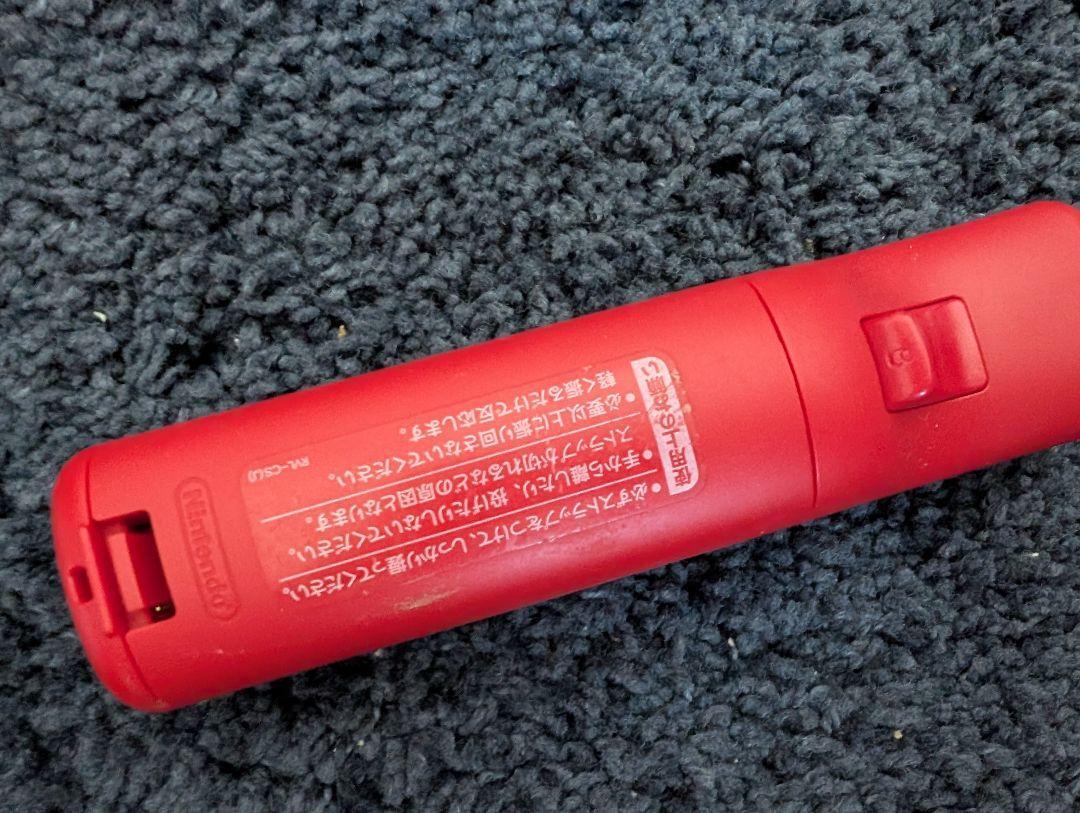 使用上の注意
●必ずストラップをつけて、しっかり握ってください。
●手から離したり、投げたりしないでください。
ストラップが切れるなどの原因となります。
●必要以上に振り回さないでください。
軽く振るだけで反応します。
RVL-CS(J)
Nintendo
B